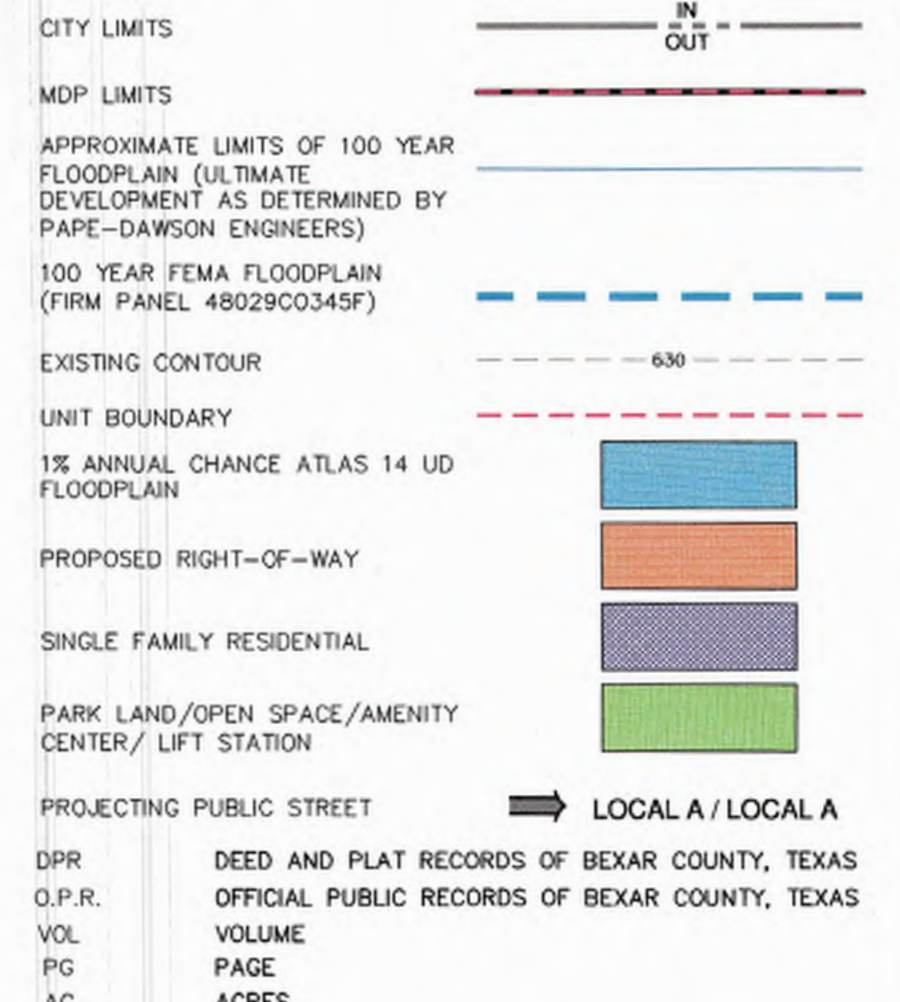 CITY LIMITS
IN
OUT
MDP LIMITS
APPROXIMATE LIMITS OF 100 YEAR
FLOODPLAIN (ULTIMATE
DEVELOPMENT AS DETERMINED BY
PAPE-DAWSON ENGINEERS)
100 YEAR FEMA FLOODPLAIN
(FIRM PANEL 48029C0345F)
EXISTING CONTOUR
630
UNIT BOUNDARY
1% ANNUAL CHANCE ATLAS 14 UD
FLOODPLAIN
PROPOSED RIGHT-OF-WAY
SINGLE FAMILY RESIDENTIAL
PARK LAND/OPEN SPACE/AMENITY
CENTER/ LIFT STATION
PROJECTING PUBLIC STREET LOCAL A / LOCAL A
DPR DEED AND PLAT RECORDS OF BEXAR COUNTY, TEXAS
O.P.R. OFFICIAL PUBLIC RECORDS OF BEXAR COUNTY, TEXAS
VOL VOLUME
PG PAGE
AC ACRES